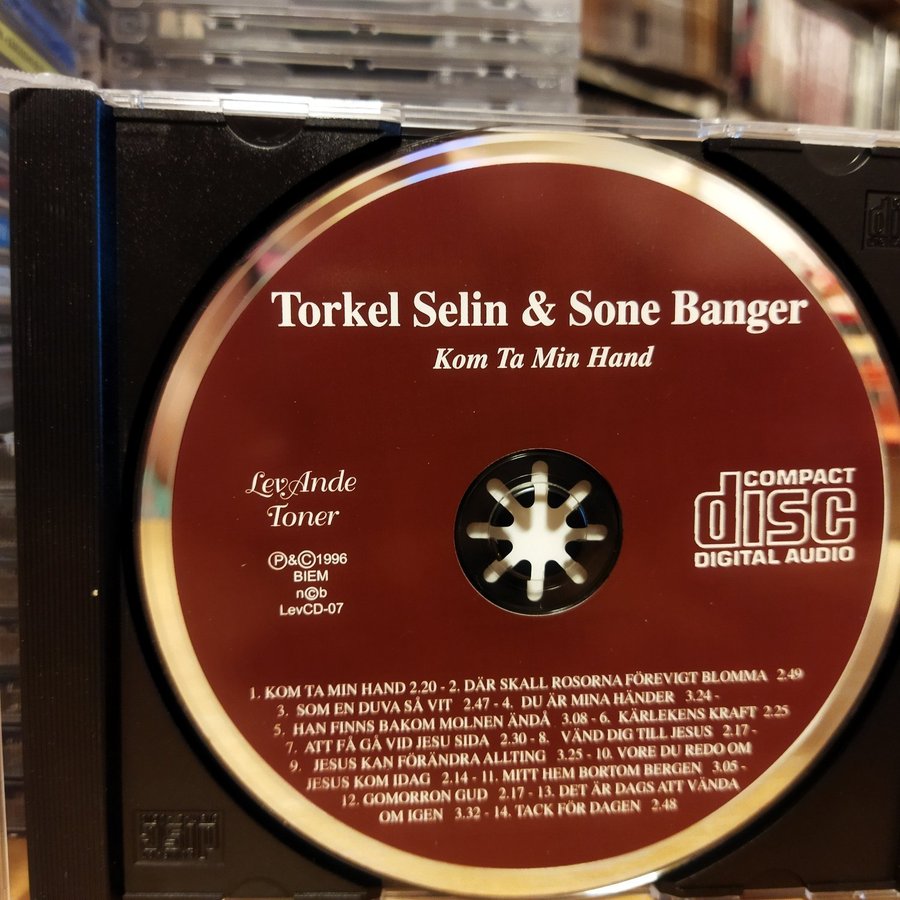 Torkel Selin & Sone Banger
Kom Ta Min Hand
LevAnde
Toner
Ⓟ&Ⓒ1996
BIEM
n©b
LevCD-07
COMPACT
disc
DIGITAL AUDIO
1. KOM TA MIN HAND 2.20 - 2. DÄR SKALL ROSORNA FÖREVIGT BLOMMA 2.49
3. SOM EN DUVA SÅ VIT 2.47 - 4. DU ÄR MINA HÄNDER 3.24 -
5. HAN FINNS BAKOM MOLNEN ÄNDÅ 3.08 - 6. KÄRLEKENS KRAFT 2.25
7. ATT FÅ GÅ VID JESU SIDA 2.30 - 8. VÄND DIG TILL JESUS 2.17 -
9. JESUS KAN FÖRÄNDRA ALLTING 3.25 - 10. VORE DU REDO OM
JESUS KOM IDAG 2.14 - 11. MITT HEM BORTOM BERGEN 3.05 -
12. GOMORRON GUD 2.17 - 13. DET ÄR DAGS ATT VÄNDA
OM IGEN 3.32 - 14. TACK FÖR DAGEN 2.48